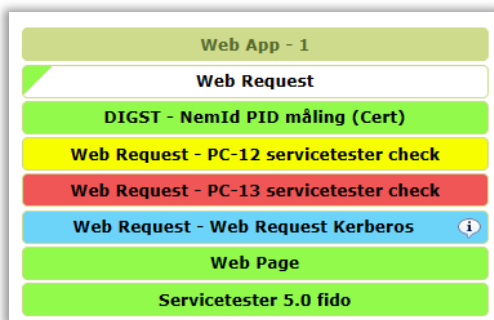 Web App - 1
Web Request
DIGST - NemId PID måling (Cert)
Web Request - PC-12 servicetester check
Web Request - PC-13 servicetester check
Web Request - Web Request Kerberos
Web Page
Servicetester 5.0 fido